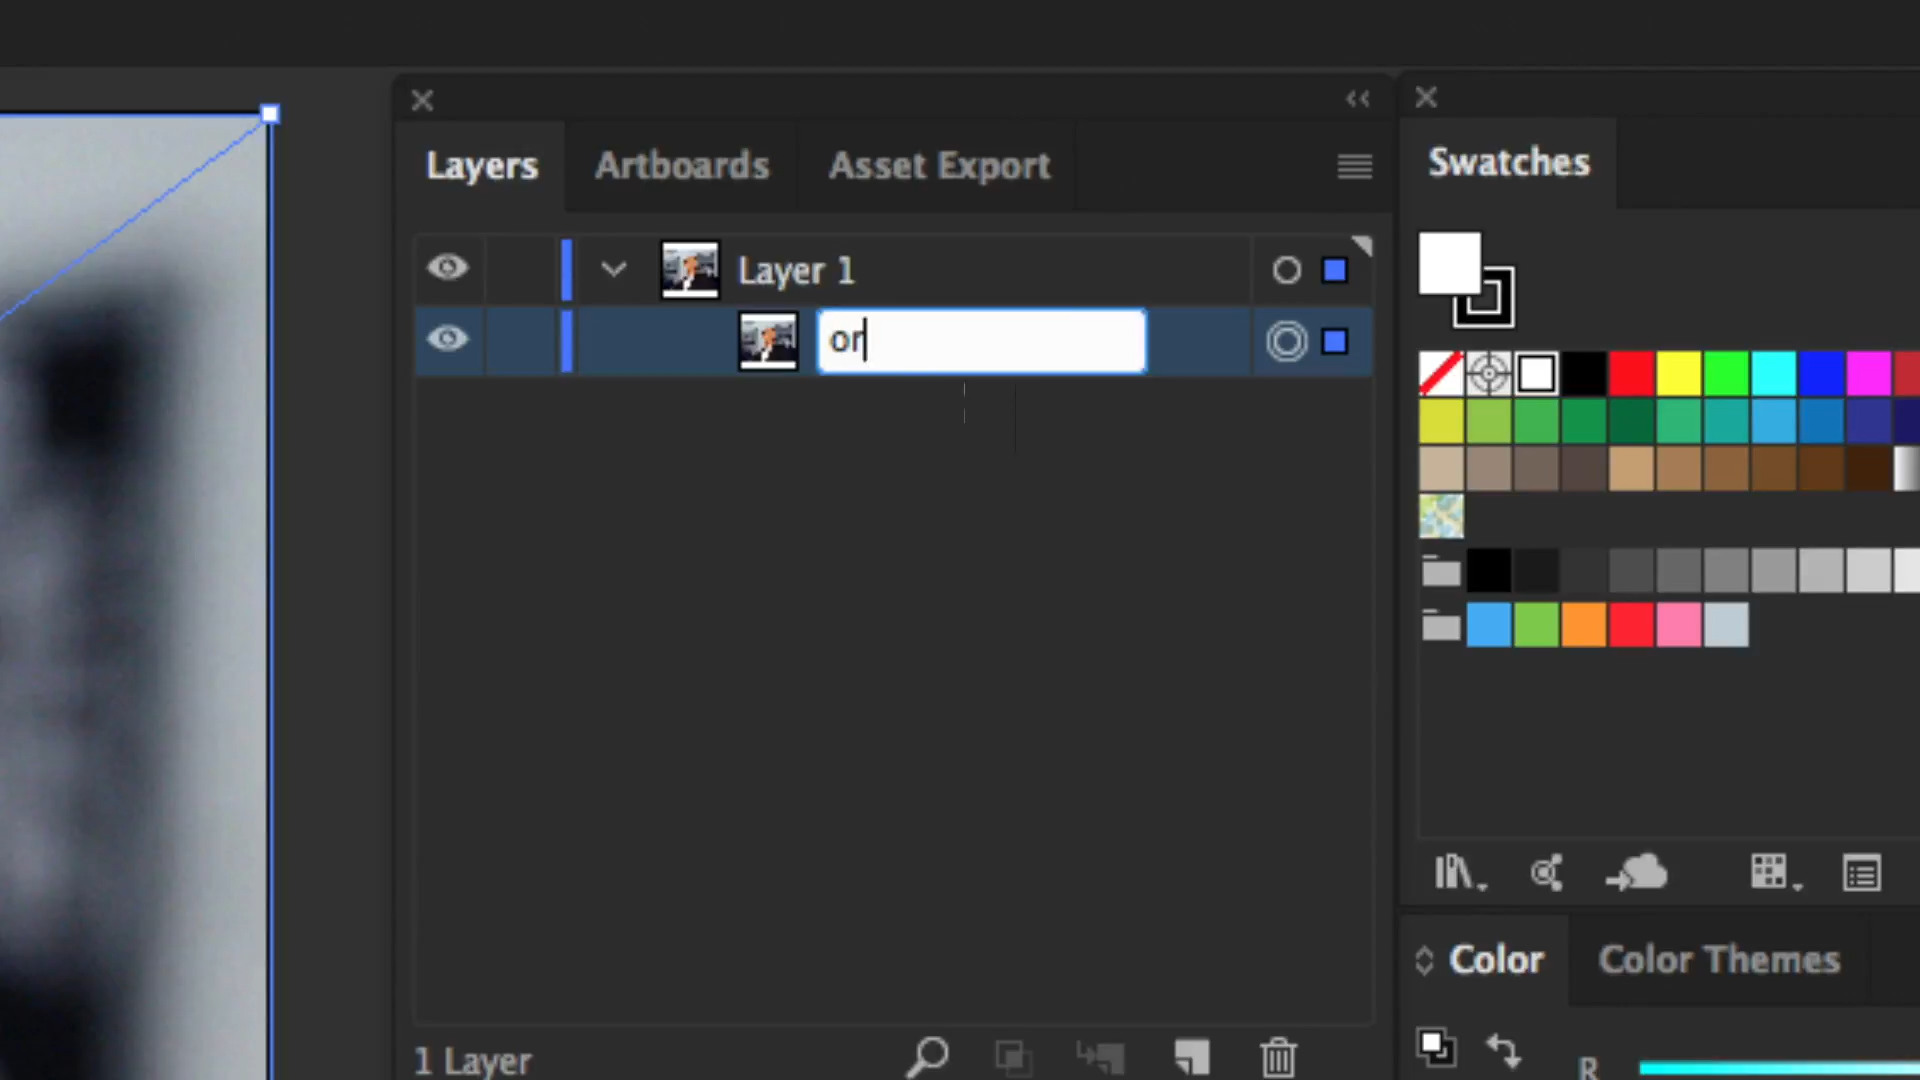 Layers Artboards Asset Export
Swatches
Layer 1
or
Color Color Themes
1 Layer
R